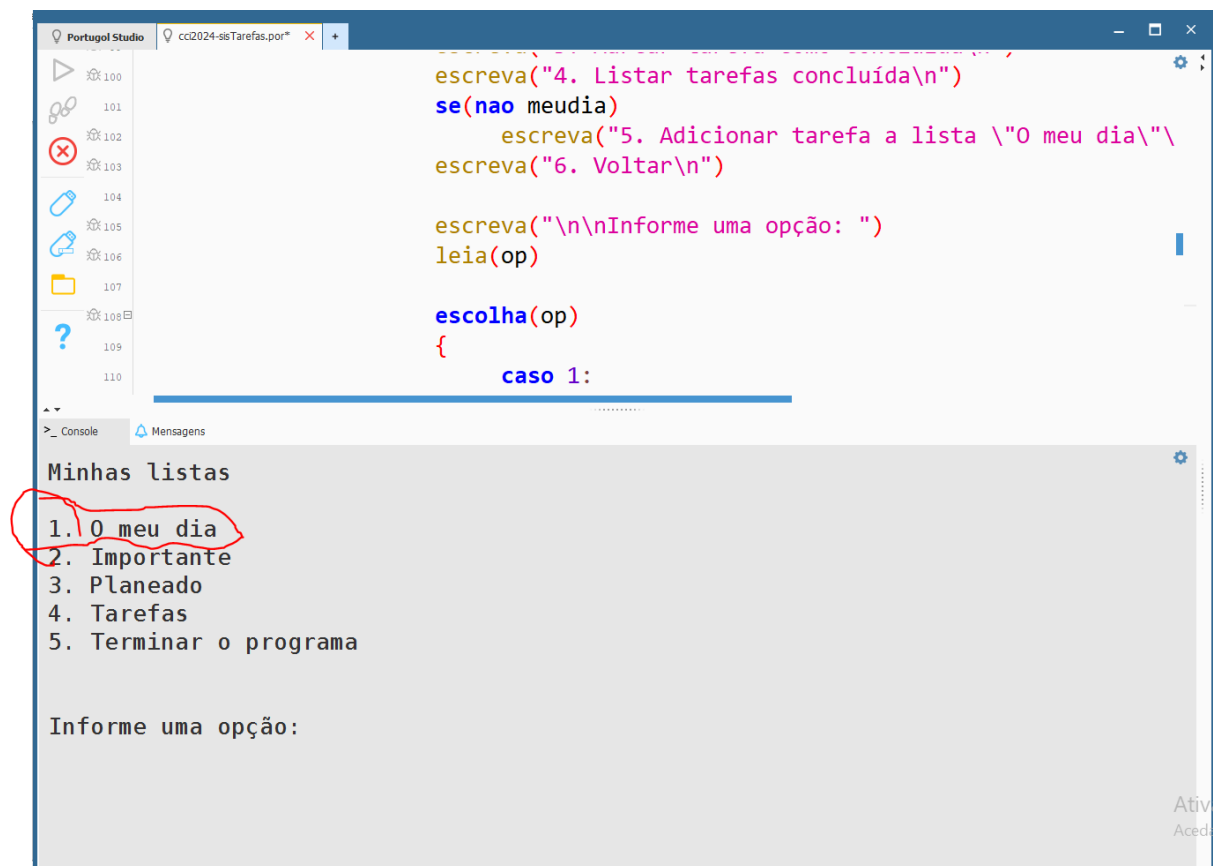 Portugol Studio cci2024-sisTarefas.por* × +
100 escreva("4. Listar tarefas concluída\n")
101 se(nao meudia)
102 escreva("5. Adicionar tarefa a lista \"O meu dia\"\
103 escreva("6. Voltar\n")
104
105 escreva("\n\nInforme uma opção: ")
106 leia(op)
107
108 escolha(op)
109 {
110 caso 1:
>_ Console Mensagens
Minhas listas
1. O meu dia
2. Importante
3. Planeado
4. Tarefas
5. Terminar o programa
Informe uma opção:
Ativ
Aced